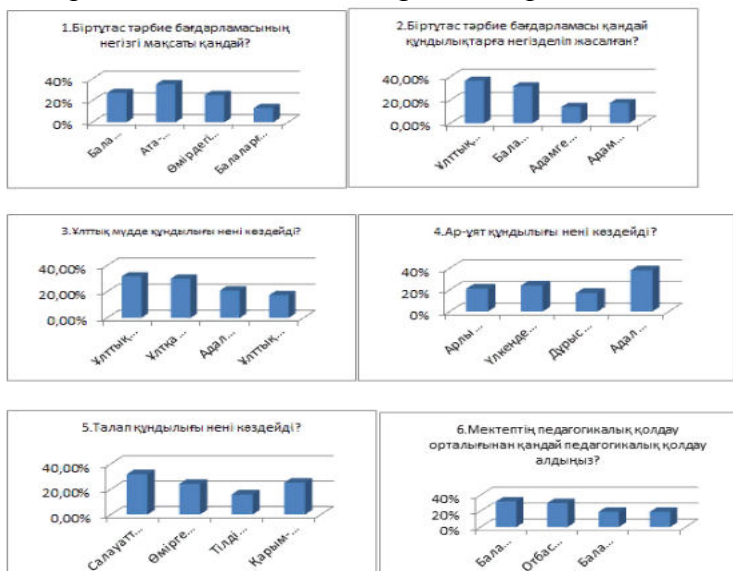 1.Біртұтас тәрбие бағдарламасының
негізгі мақсаты қандай?
40%
20%
0%
Бала...
Ата-...
Өмірдегі...
Балаларғ...
2.Біртұтас тәрбие бағдарламасы қандай
құндылықтарға негізделіп жасалған?
40,00%
20,00%
0,00%
Ұлттық...
Бала...
Адамге...
Адам...
3.Ұлттық мүдде құндылығы нені көздейді?
40,00%
20,00%
0,00%
Ұлттық...
Ұлтқа...
Адал...
Ұлттық...
4.Ар-ұят құндылығы нені көздейді?
40%
20%
0%
Арлы...
Үлкенде...
Дұрыс...
Адал...
5.Талап құндылығы нені көздейді?
40,00%
20,00%
0,00%
Салауатт...
Өмірге...
Тілді...
Қарым-...
6.Мектептің педагогикалық қолдау
орталығынан қандай педагогикалық қолдау
алдыңыз?
40%
20%
0%
Бала...
Отбас...
Бала...